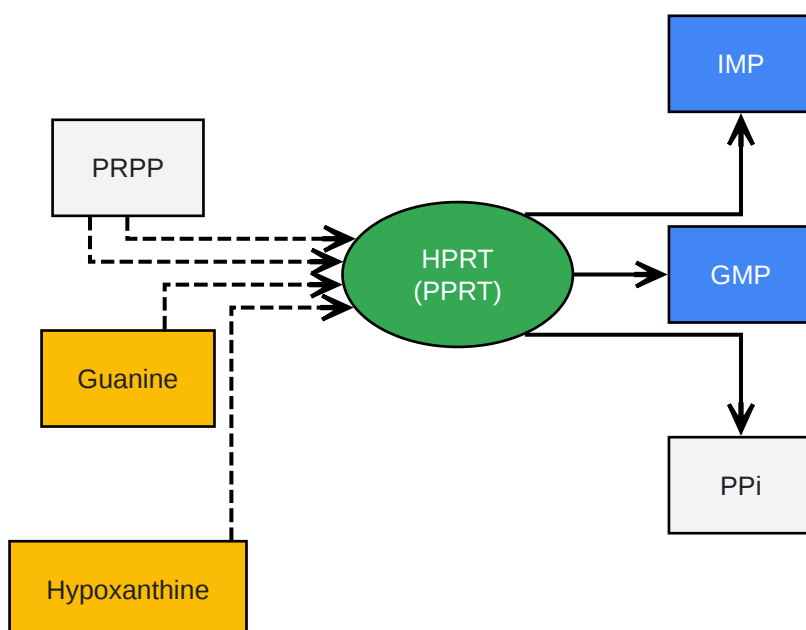 IMP
PRPP
HPRT
(PPRT)
GMP
Guanine
PPi
Hypoxanthine